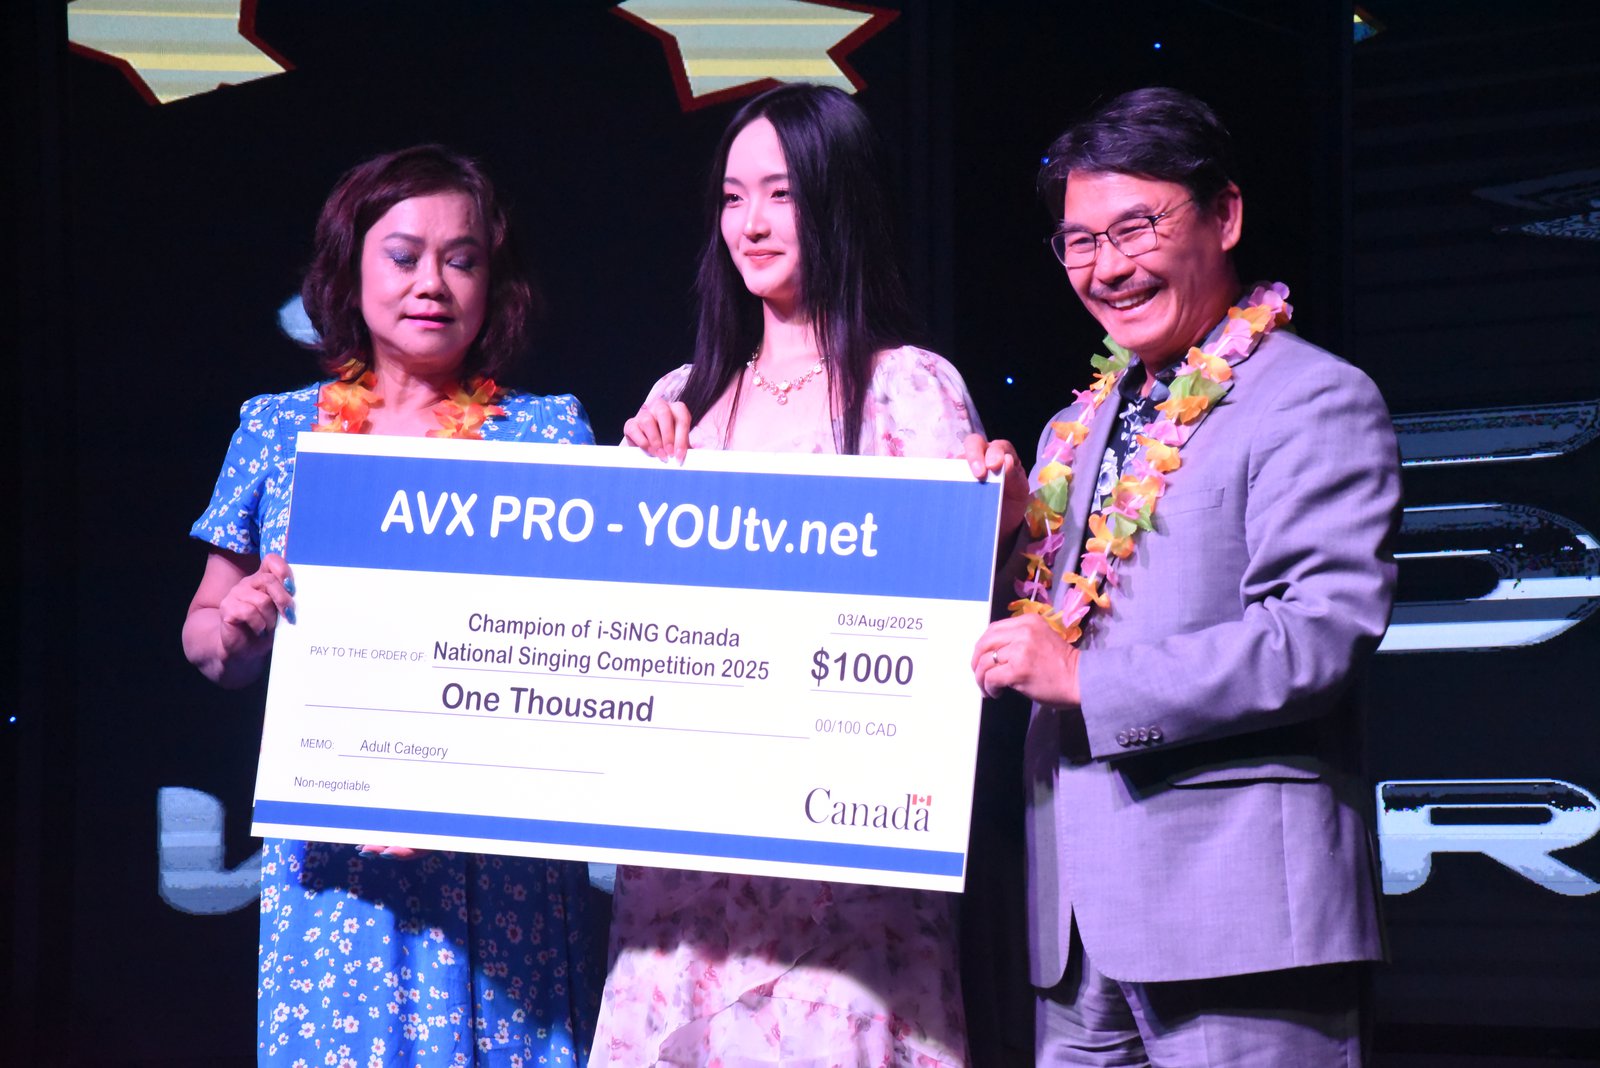 AVX PRO - YOUtv.net
03/Aug/2025
Champion of i-SiNG Canada
PAY TO THE ORDER OF: National Singing Competition 2025 $1000
One Thousand
00/100 CAD
MEMO: Adult Category
Non-negotiable
Canada